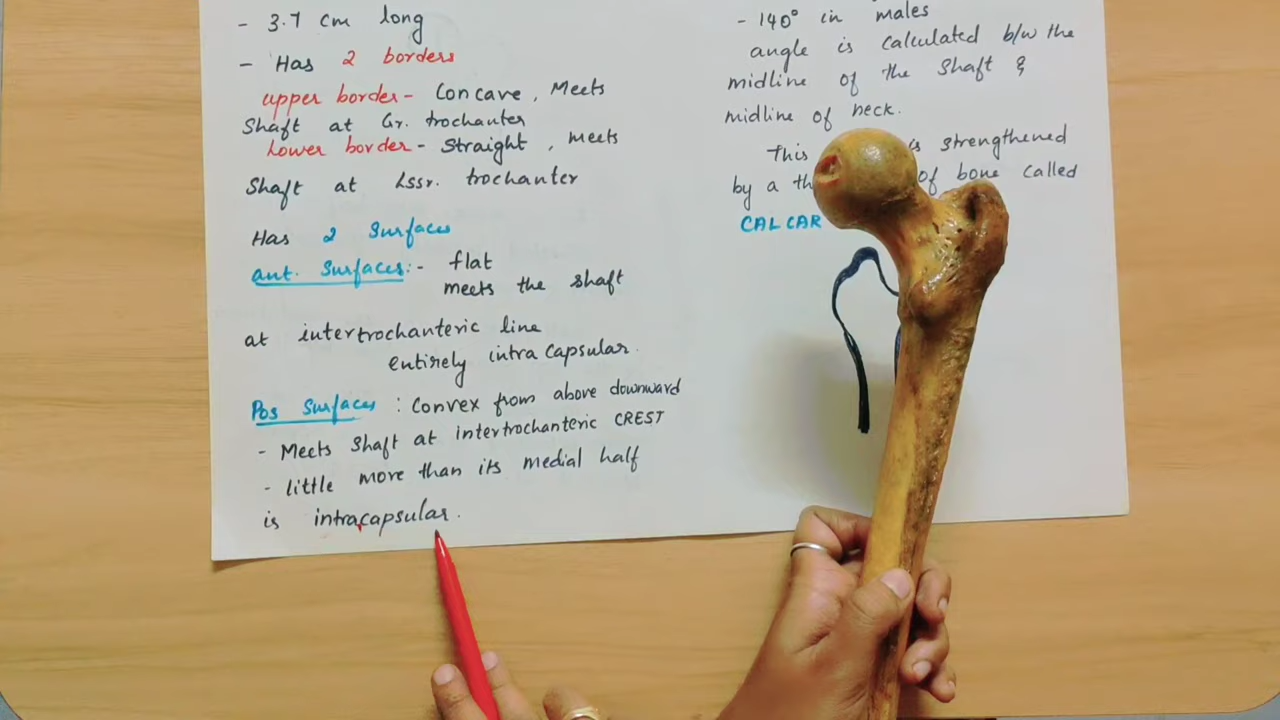 - 3.7 cm long
- Has 2 borders
upper border - Concave, Meets
Shaft at Gr. trochanter
Lower border - Straight, meets
Shaft at Lssr. trochanter
Has 2 Surfaces
ant. Surfaces:- flat
meets the shaft
at intertrochanteric line
entirely intra capsular.
Pos Surfaces : Convex from above downward
- Meets Shaft at intertrochanteric CREST
- little more than its medial half
is intracapsular.
- 140° in males
angle is calculated b/w the
midline of the Shaft &
midline of neck.
This is strengthened
by a of bone called
CALCAR